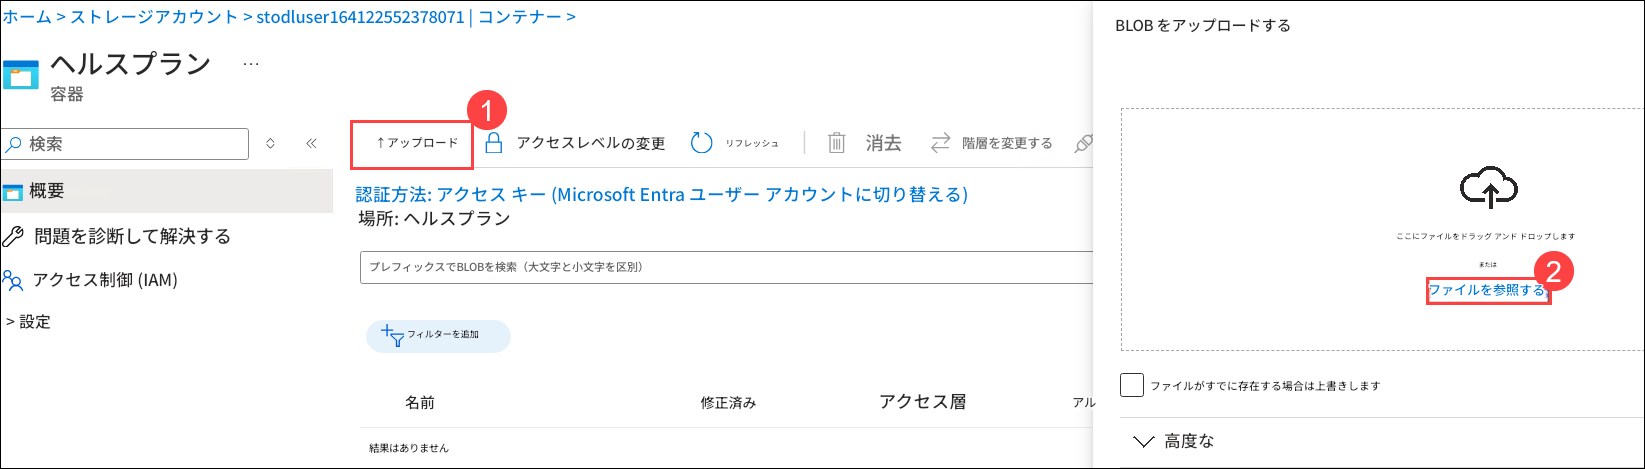 ホーム > ストレージアカウント > stodluser164122552378071 | コンテナー >
ヘルスプラン ...
容器
検索
概要
問題を診断して解決する
アクセス制御 (IAM)
> 設定
1
↑アップロード
アクセスレベルの変更
リフレッシュ
消去
階層を変更する
認証方法: アクセス キー (Microsoft Entra ユーザー アカウントに切り替える)
場所: ヘルスプラン
プレフィックスでBLOBを検索（大文字と小文字を区別）
フィルターを追加
名前 修正済み アクセス層 アル
結果はありません
BLOB をアップロードする
ここにファイルをドラッグ アンド ドロップします
または
2
ファイルを参照する
ファイルがすでに存在する場合は上書きします
高度な